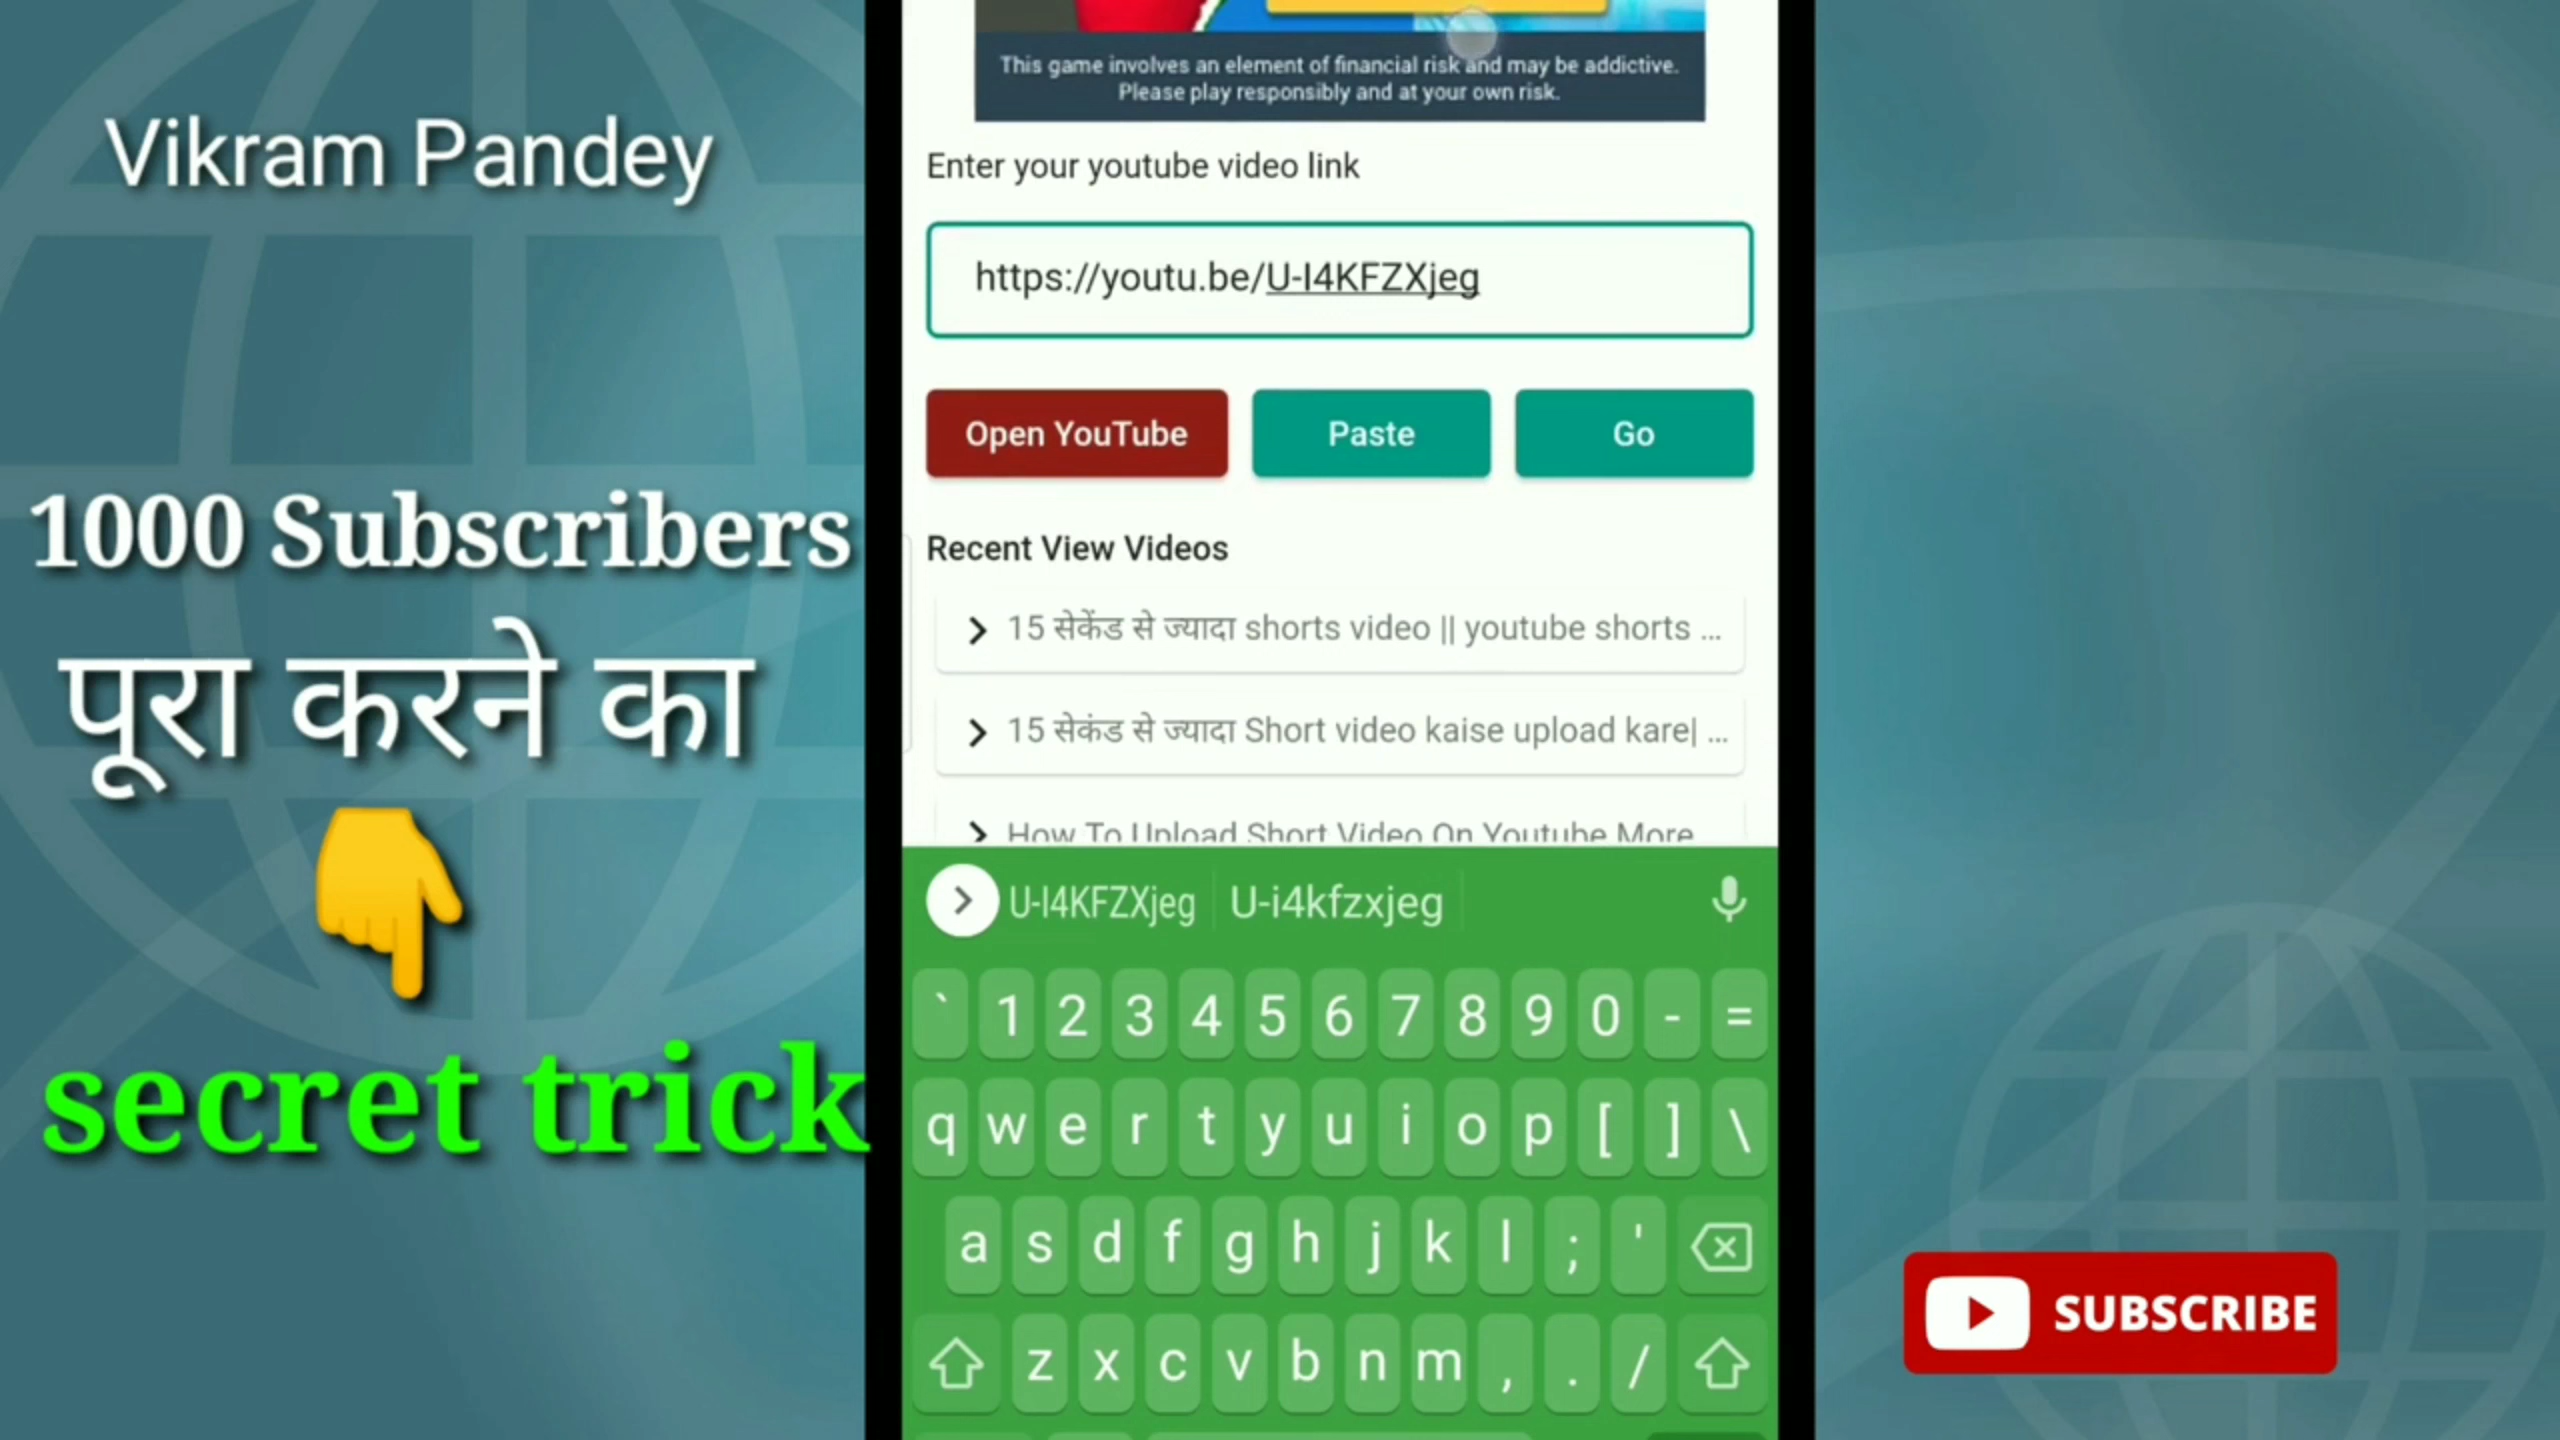 Vikram Pandey
1000 Subscribers
पूरा करने का
secret trick
This game involves an element of financial risk and may be addictive.
Please play responsibly and at your own risk.
Enter your youtube video link
https://youtu.be/U-I4KFZXjeg
Open YouTube
Paste
Go
Recent View Videos
15 सेकेंड से ज्यादा shorts video || youtube shorts ...
15 सेकंड से ज्यादा Short video kaise upload kare| ...
How To Upload Short Video On Youtube More
U-I4KFZXjeg U-i4kfzxjeg
` 1 2 3 4 5 6 7 8 9 0 - =
q w e r t y u i o p [ ] \
a s d f g h j k l ; '
z x c v b n m , . /
SUBSCRIBE